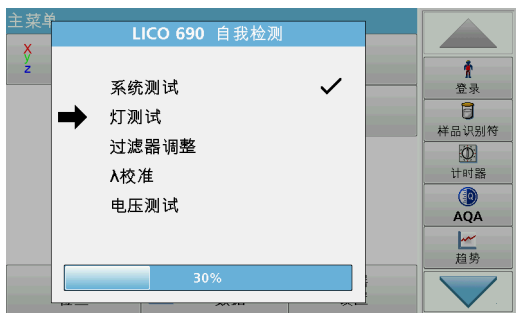 主菜单
LICO 690 自我检测
x
y
z
系统测试
灯测试
过滤器调整
λ校准
电压测试
30%
登录
样品识别符
计时器
AQA
趋势